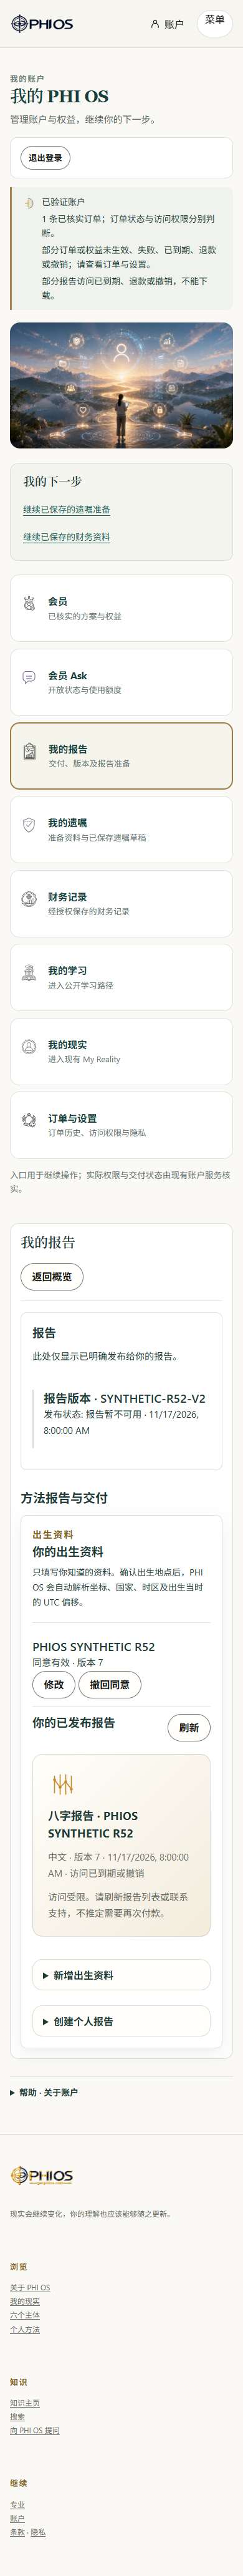 PHIOS
账户
菜单
我的账户
我的 PHI OS
管理账户与权益，继续你的下一步。
退出登录
已验证账户
1 条已核实订单；订单状态与访问权限分别判
断。
部分订单或权益未生效、失败、已到期、退款
或撤销；请查看订单与设置。
部分报告访问已到期、退款或撤销，不能下
载。
我的下一步
继续已保存的遗嘱准备
继续已保存的财务资料
会员
已核实的方案与权益
会员 Ask
开放状态与使用额度
我的报告
交付、版本及报告准备
我的遗嘱
准备资料与已保存遗嘱草稿
财务记录
经授权保存的财务记录
我的学习
进入公开学习路径
我的现实
进入现有 My Reality
订单与设置
订单历史、访问权限与隐私
入口用于继续操作；实际权限与交付状态由现有账户服务核
实。
我的报告
返回概览
报告
此处仅显示已明确发布给你的报告。
报告版本 · SYNTHETIC-R52-V2
发布状态: 报告暂不可用 · 11/17/2026,
8:00:00 AM
方法报告与交付
出生资料
你的出生资料
只填写你知道的资料。确认出生地点后，PHI
OS 会自动解析坐标、国家、时区及出生当时
的 UTC 偏移。
PHIOS SYNTHETIC R52
同意有效 · 版本 7
修改
撤回同意
你的已发布报告
刷新
八字报告 · PHIOS
SYNTHETIC R52
中文 · 版本 7 · 11/17/2026, 8:00:00
AM · 访问已到期或撤销
访问受限。请刷新报告列表或联系
支持，不推定需要再次付款。
▶ 新增出生资料
▶ 创建个人报告
▶ 帮助 · 关于账户
PHIOS
现实会继续变化，你的理解也应该能够随之更新。
浏览
关于 PHI OS
我的现实
六个主体
个人方法
知识
知识主页
搜索
向 PHI OS 提问
继续
专业
账户
条款 · 隐私